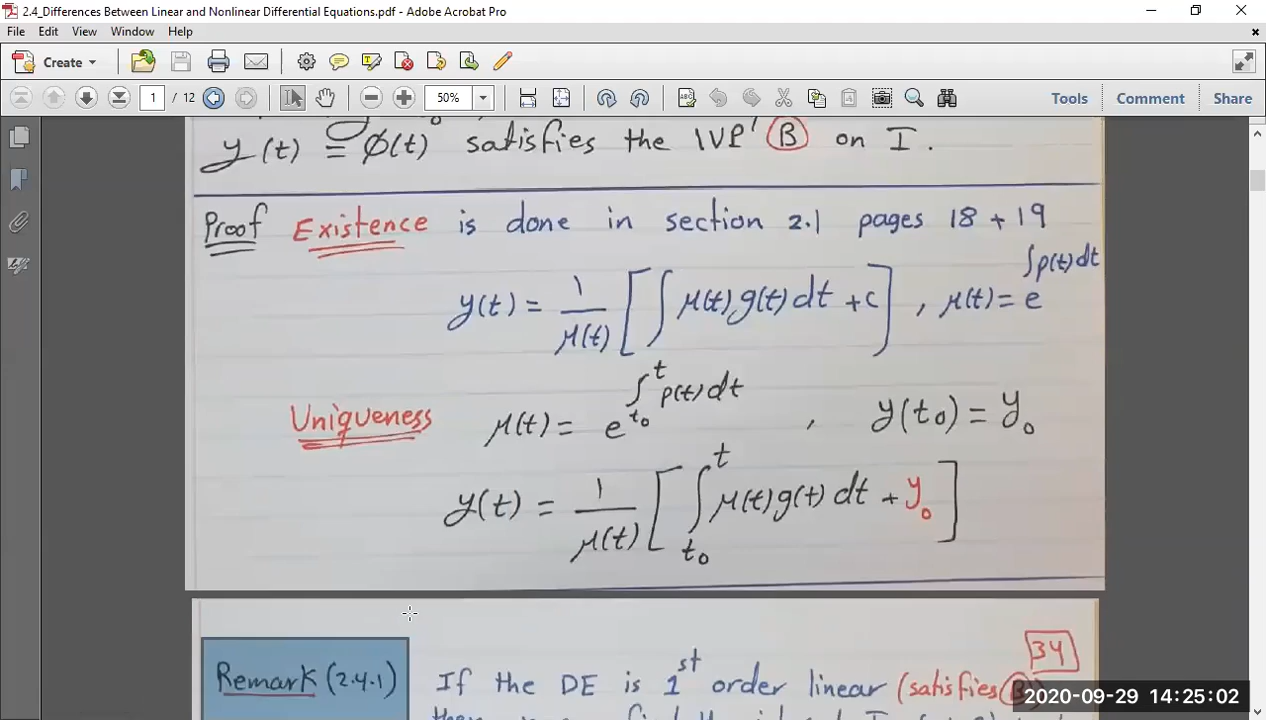 2.4_Differences Between Linear and Nonlinear Differential Equations.pdf - Adobe Acrobat Pro
File Edit View Window Help
Create
1 / 12 50% Tools Comment Share
y(t) = φ(t) satisfies the IVP (B) on I.
Proof Existence is done in section 2.1 pages 18 + 19
y(t) = 1/μ(t) [∫ μ(t)g(t) dt + c], μ(t) = e^∫p(t)dt
Uniqueness μ(t) = e^∫_{t₀}^{t} p(t)dt , y(t₀) = y₀
y(t) = 1/μ(t) [∫_{t₀}^{t} μ(t)g(t) dt + y₀]
34
Remark (2.4.1) If the DE is 1st order linear (satisfies (B))
2020-09-29 14:25:02